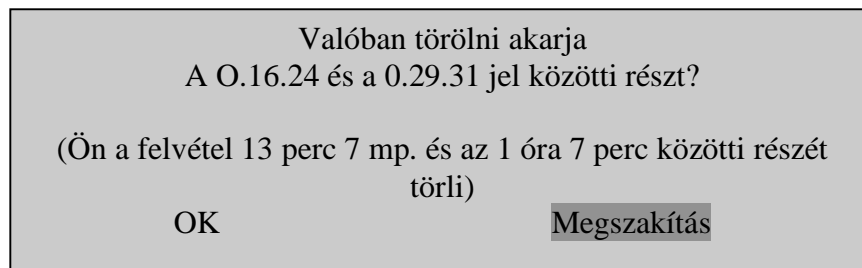 Valóban törölni akarja
A O.16.24 és a 0.29.31 jel közötti részt?
(Ön a felvétel 13 perc 7 mp. és az 1 óra 7 perc közötti részét
törli)
OK Megszakítás